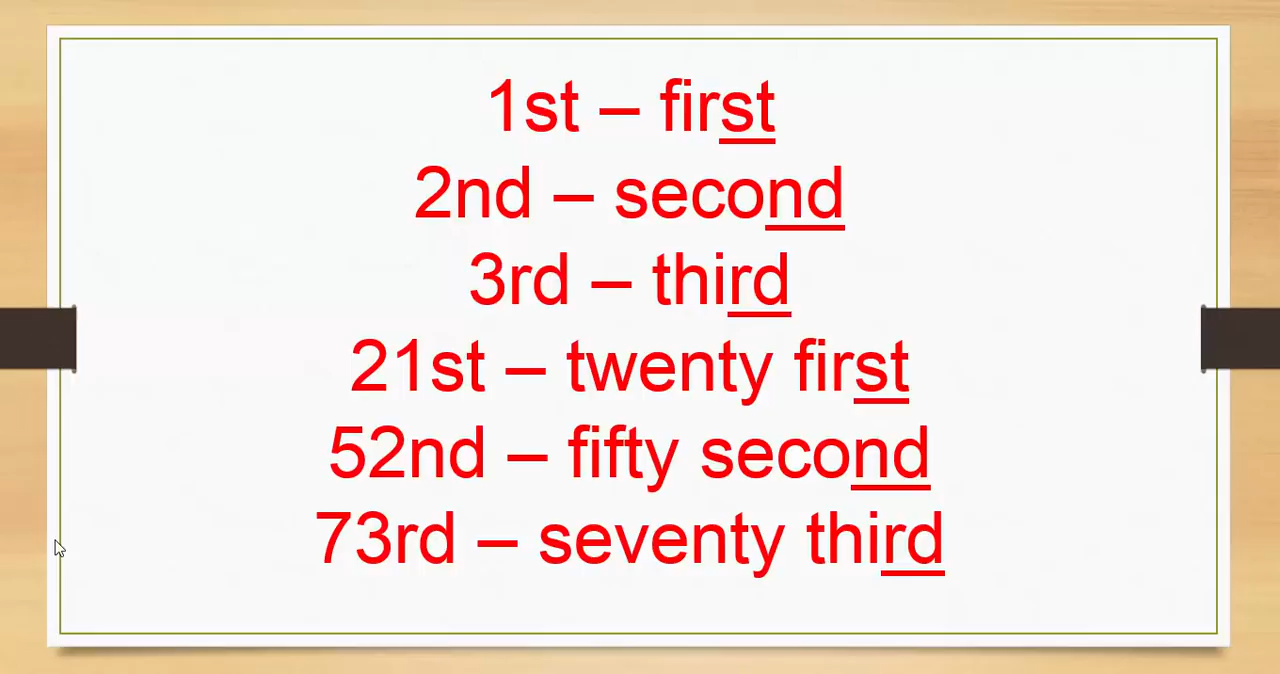 1st – first
2nd – second
3rd – third
21st – twenty first
52nd – fifty second
73rd – seventy third